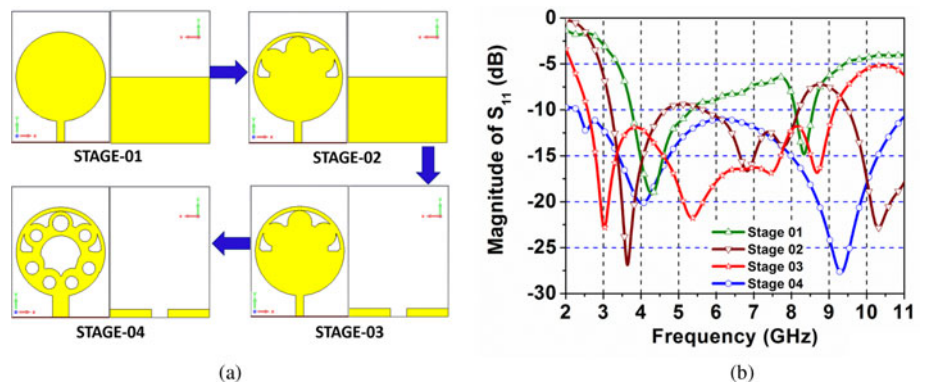 STAGE-01
STAGE-02
STAGE-04
STAGE-03
(a)
Magnitude of S11 (dB)
0
-5
-10
-15
-20
-25
-30
Stage 01
Stage 02
Stage 03
Stage 04
2 3 4 5 6 7 8 9 10 11
Frequency (GHz)
(b)